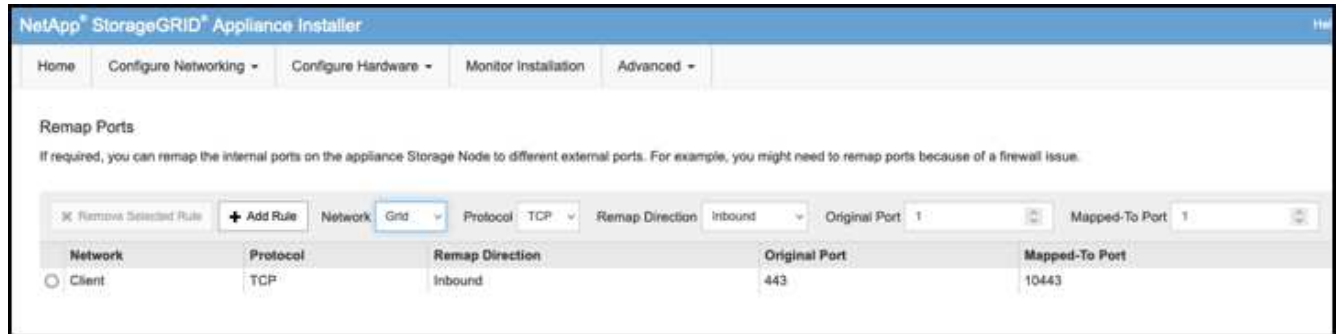 NetApp® StorageGRID® Appliance Installer
Home Configure Networking Configure Hardware Monitor Installation Advanced
Remap Ports
If required, you can remap the internal ports on the appliance Storage Node to different external ports. For example, you might need to remap ports because of a firewall issue.
Remove Selected Rule Add Rule Network Grid Protocol TCP Remap Direction Inbound Original Port 1 Mapped-To Port 1
Network Protocol Remap Direction Original Port Mapped-To Port
Client TCP Inbound 443 10443